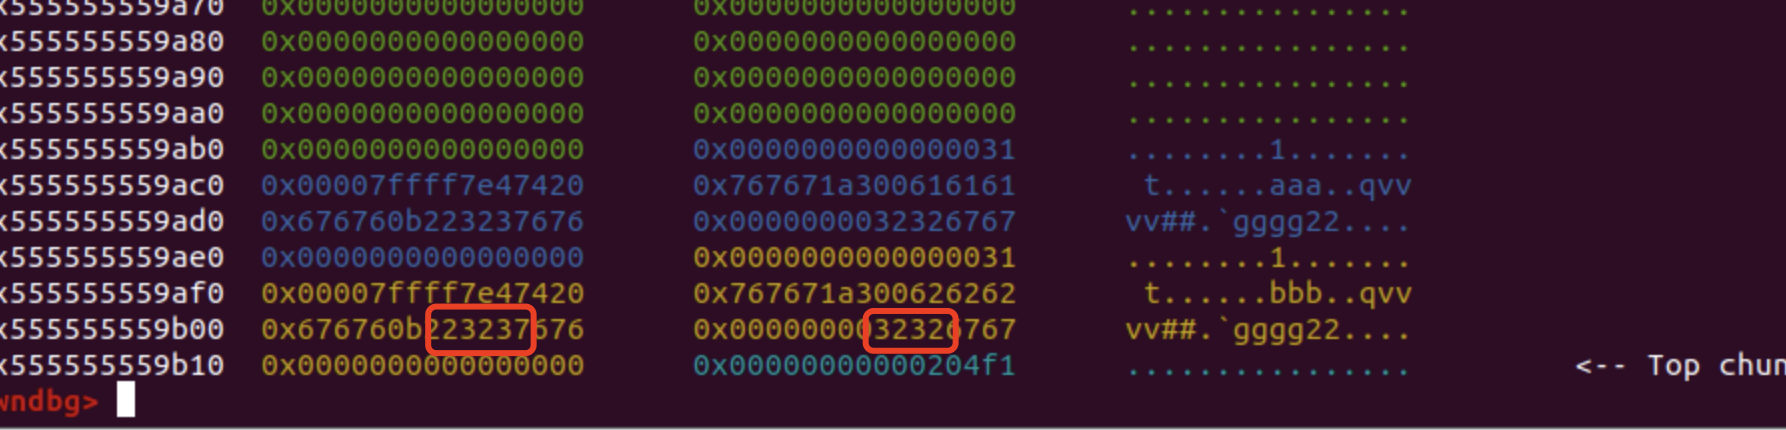 x555555559a70 0x0000000000000000 0x0000000000000000 ................
x555555559a80 0x0000000000000000 0x0000000000000000 ................
x555555559a90 0x0000000000000000 0x0000000000000000 ................
x555555559aa0 0x0000000000000000 0x0000000000000000 ................
x555555559ab0 0x0000000000000000 0x0000000000000031 ........1.......
x555555559ac0 0x00007ffff7e47420 0x767671a300616161  t......aaa..qvv
x555555559ad0 0x676760b223237676 0x0000000032326767 vv##.`gggg22....
x555555559ae0 0x0000000000000000 0x0000000000000031 ........1.......
x555555559af0 0x00007ffff7e47420 0x767671a300626262  t......bbb..qvv
x555555559b00 0x676760b223237676 0x0000000032326767 vv##.`gggg22....
x555555559b10 0x0000000000000000 0x00000000000204f1 ................ <-- Top chun
wndbg>